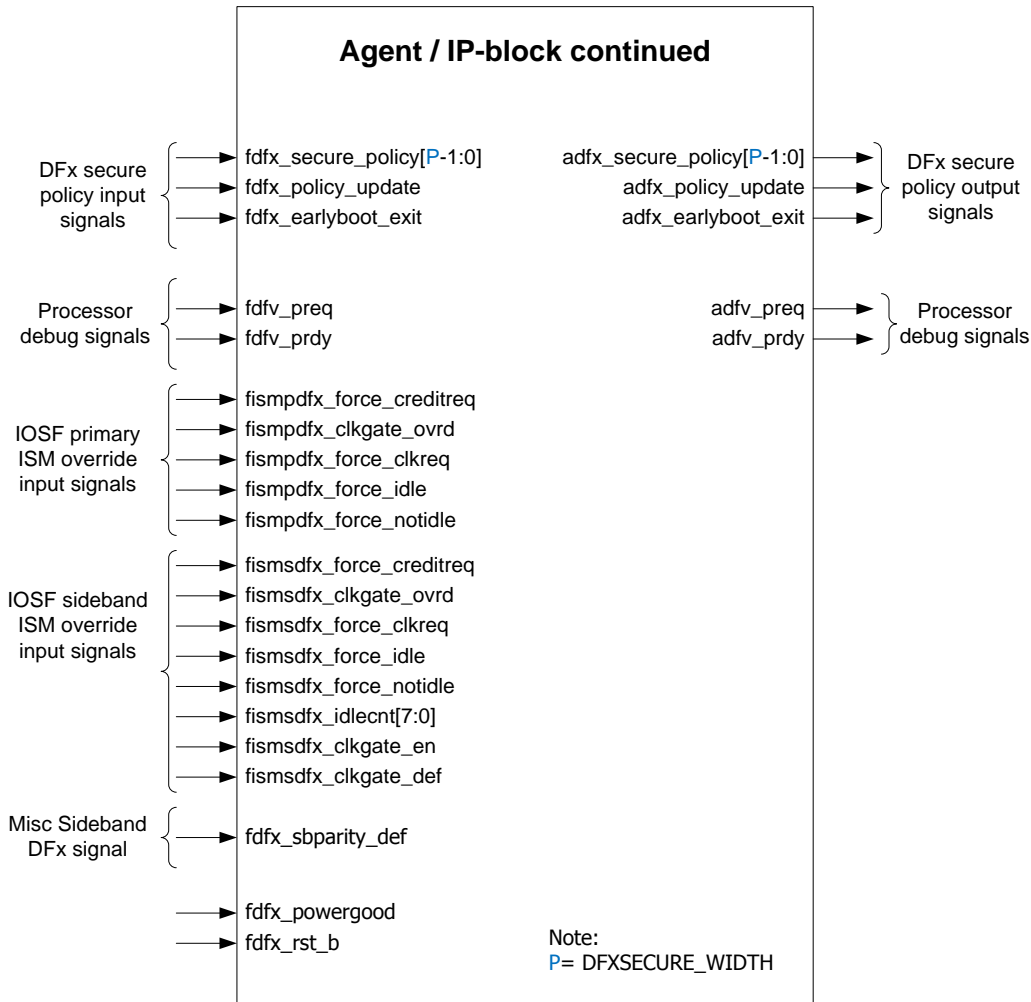 Agent / IP-block continued
DFx secure
policy input
signals
fdfx_secure_policy[P-1:0]
fdfx_policy_update
fdfx_earlyboot_exit
adfx_secure_policy[P-1:0]
adfx_policy_update
adfx_earlyboot_exit
DFx secure
policy output
signals
Processor
debug signals
fdfv_preq
fdfv_prdy
adfv_preq
adfv_prdy
Processor
debug signals
IOSF primary
ISM override
input signals
fismpdfx_force_creditreq
fismpdfx_clkgate_ovrd
fismpdfx_force_clkreq
fismpdfx_force_idle
fismpdfx_force_notidle
IOSF sideband
ISM override
input signals
fismsdfx_force_creditreq
fismsdfx_clkgate_ovrd
fismsdfx_force_clkreq
fismsdfx_force_idle
fismsdfx_force_notidle
fismsdfx_idlecnt[7:0]
fismsdfx_clkgate_en
fismsdfx_clkgate_def
Misc Sideband
DFx signal
fdfx_sbparity_def
fdfx_powergood
fdfx_rst_b
Note:
P= DFXSECURE_WIDTH